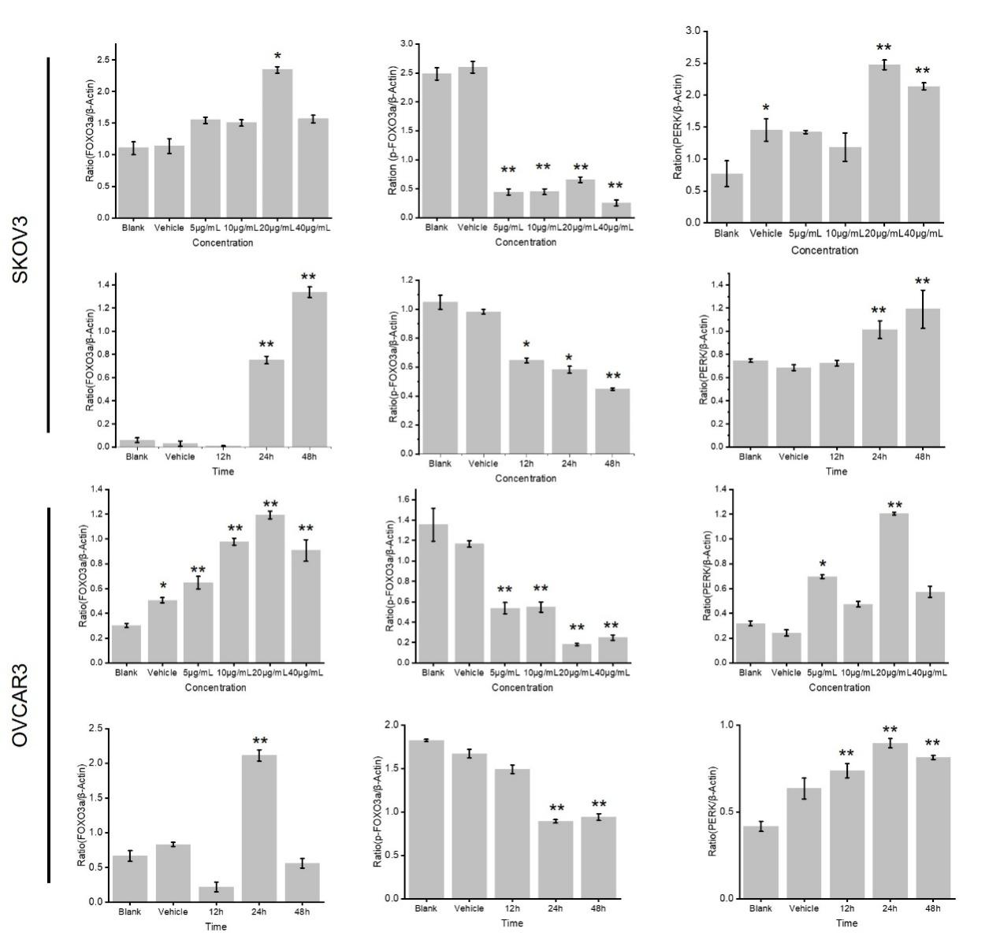 SKOV3
Ratio(FOXO3a/β-Actin)
2.5
2.0
1.5
1.0
0.5
0.0
*
Blank Vehicle 5μg/mL 10μg/mL 20μg/mL 40μg/mL
Concentration
Ration (p-FOXO3a/β-Actin)
3.0
2.5
2.0
1.5
1.0
0.5
0.0
** ** ** **
Blank Vehicle 5μg/mL 10μg/mL 20μg/mL 40μg/mL
Concentration
Ration(PERK/β-Actin)
3.0
2.5
2.0
1.5
1.0
0.5
0.0
* ** **
Blank Vehicle 5μg/mL 10μg/mL 20μg/mL 40μg/mL
Concentration
Ratio(FOXO3a/β-Actin)
1.4
1.2
1.0
0.8
0.6
0.4
0.2
0.0
** **
Blank Vehicle 12h 24h 48h
Time
Ratio(p-FOXO3a/β-Actin)
1.2
1.0
0.8
0.6
0.4
0.2
0.0
* * **
Blank Vehicle 12h 24h 48h
Concentration
Ratio(PERK/β-Actin)
1.4
1.2
1.0
0.8
0.6
0.4
0.2
0.0
** **
Blank Vehicle 12h 24h 48h
Time
OVCAR3
Ratio(FOXO3a/β-Actin)
1.4
1.2
1.0
0.8
0.6
0.4
0.2
0.0
* ** ** ** **
Blank Vehicle 5μg/mL 10μg/mL 20μg/mL 40μg/mL
Concentration
Ratio(p-FOXO3a/β-Actin)
1.6
1.4
1.2
1.0
0.8
0.6
0.4
0.2
0.0
** ** ** **
Blank Vehicle 5μg/mL 10μg/mL 20μg/mL 40μg/mL
Concentration
Ratio(PERK/β-Actin)
1.4
1.2
1.0
0.8
0.6
0.4
0.2
0.0
* **
Blank Vehicle 5μg/mL 10μg/mL 20μg/mL 40μg/mL
Concentration
Ratio(FOXO3a/β-Actin)
2.5
2.0
1.5
1.0
0.5
0.0
**
Blank Vehicle 12h 24h 48h
Time
Ratio(p-FOXO3a/β-Actin)
2.0
1.5
1.0
0.5
0.0
** **
Blank Vehicle 12h 24h 48h
Time
Ratio(PERK/β-Actin)
1.0
0.5
0.0
** ** **
Blank Vehicle 12h 24h 48h
Time